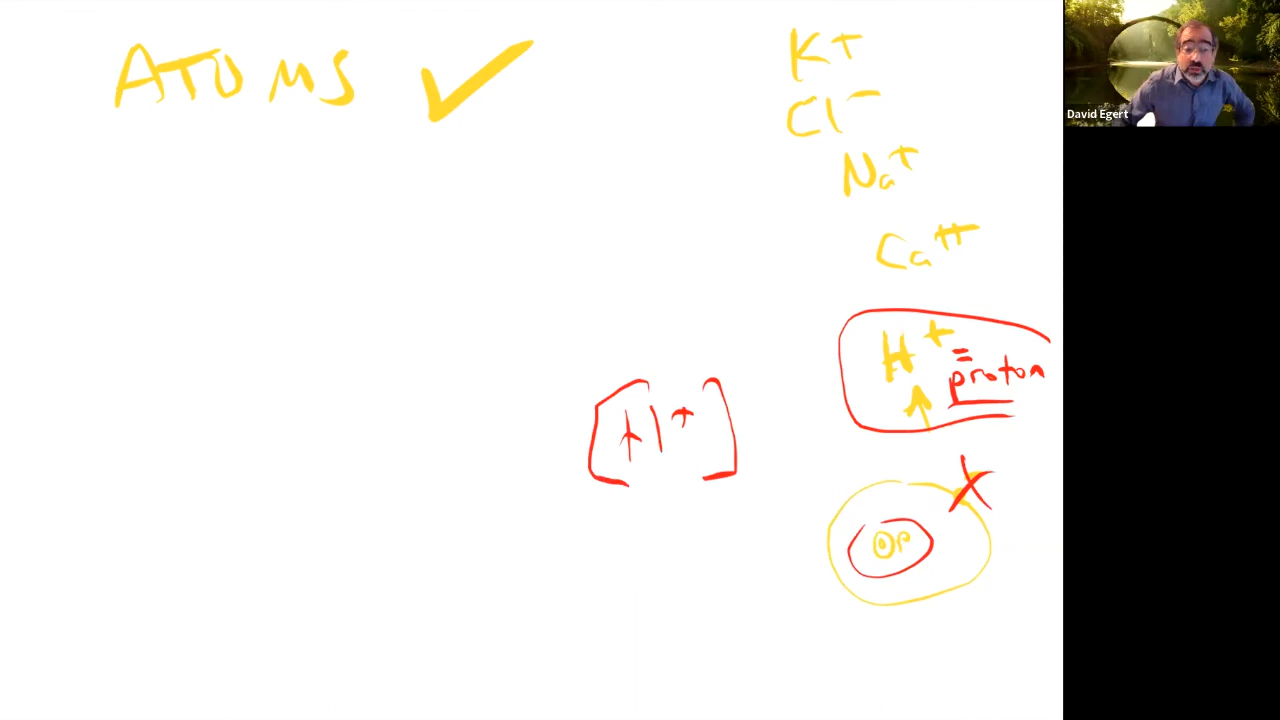 ATOMS ✓
K+
Cl-
Na+
Ca++
H+ = proton
[H+]
P
David Egert